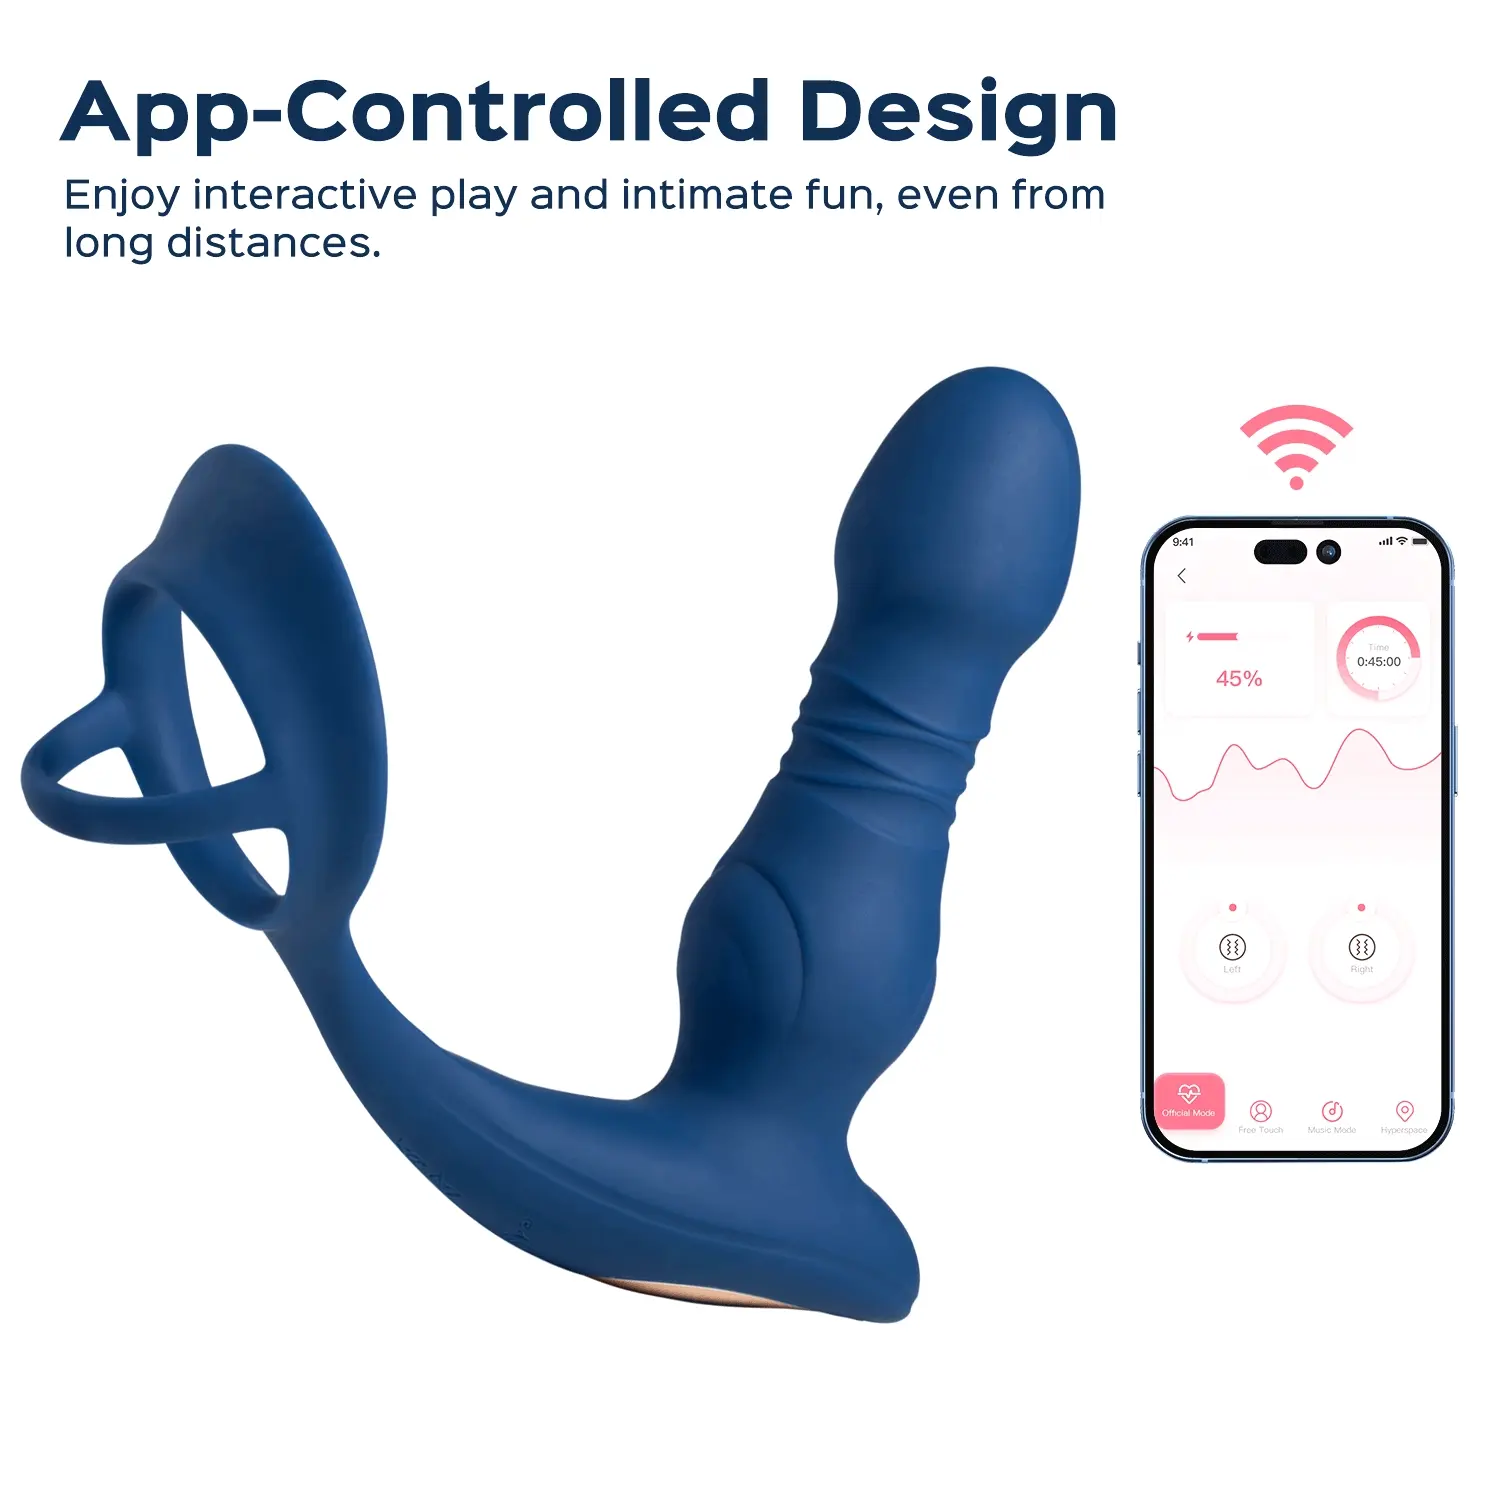 App-Controlled Design
Enjoy interactive play and intimate fun, even from
long distances.
9:41
45%
Time
0:45:00
Left
Right
Official Mode
Free Touch
Music Mode
Hyperspace